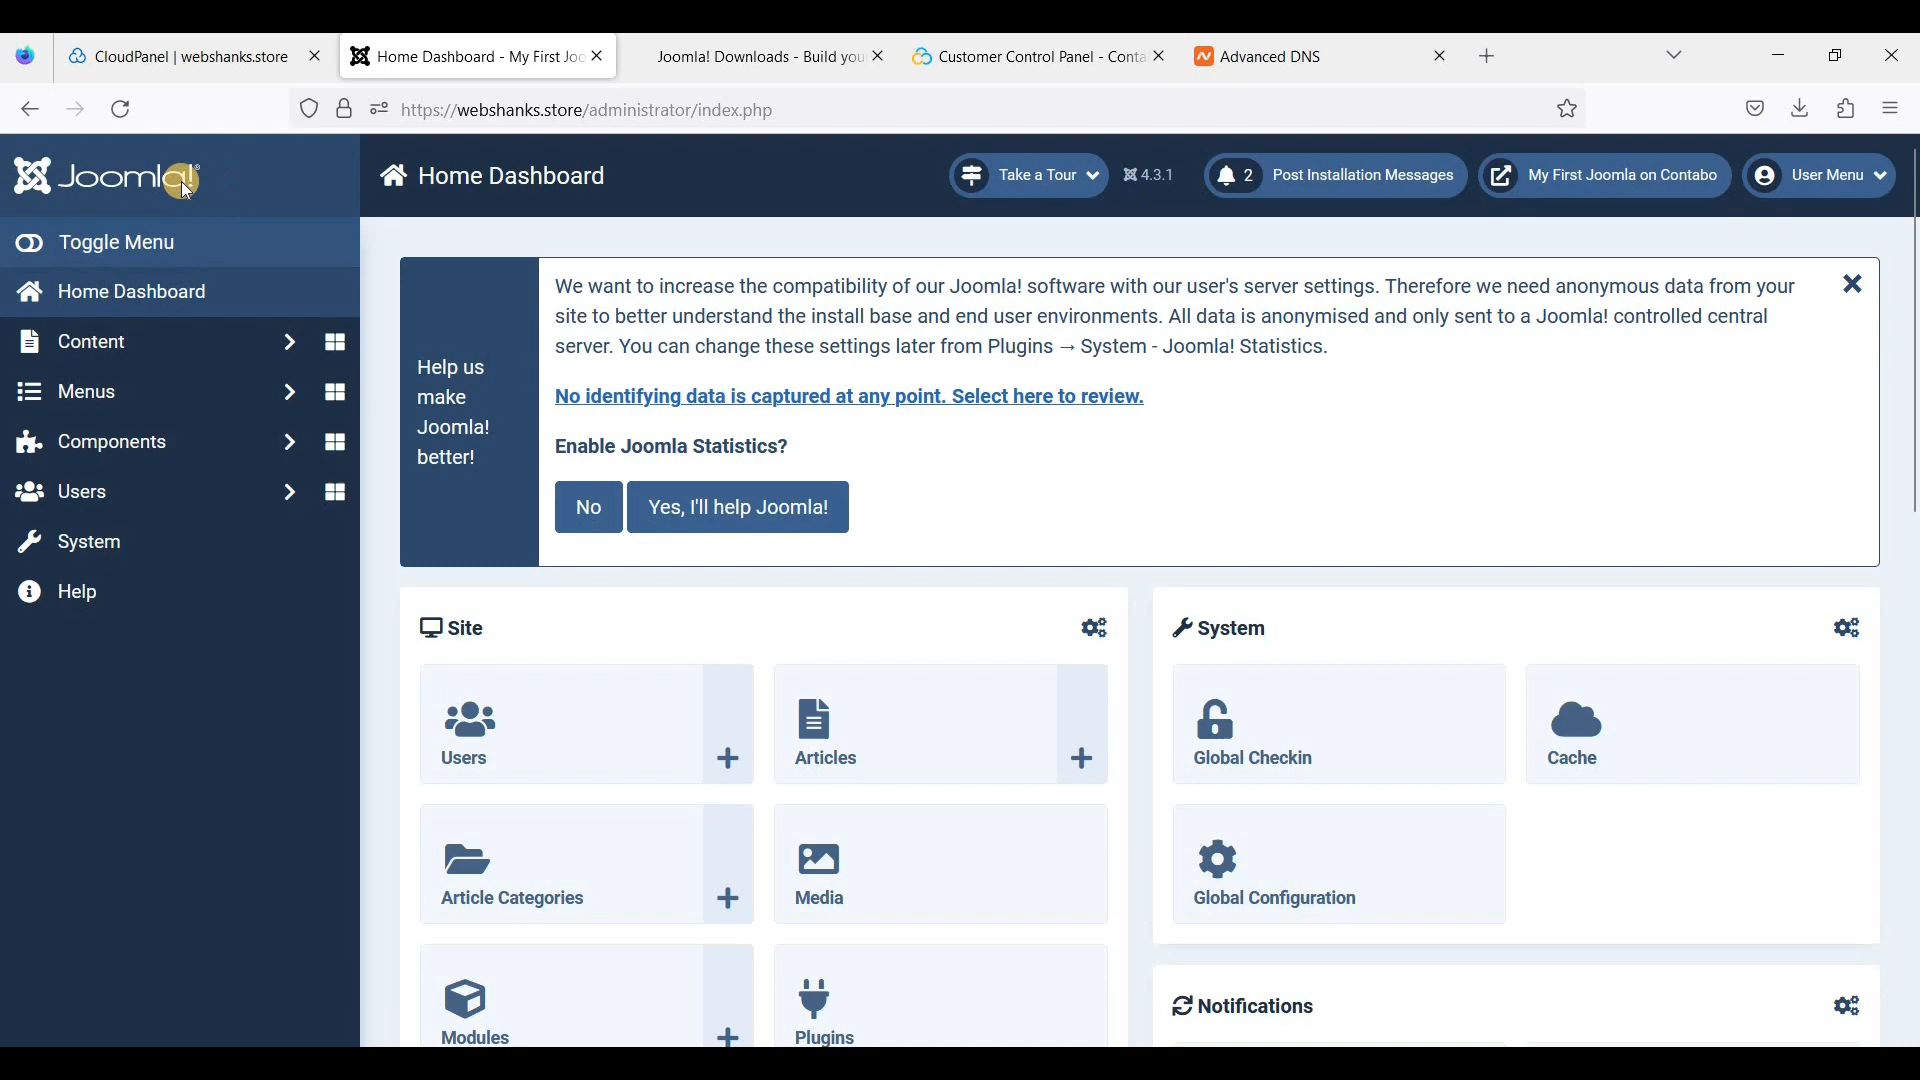 CloudPanel | webshanks.store
Home Dashboard - My First Joo
Joomla! Downloads - Build you
Customer Control Panel - Conta
Advanced DNS
https://webshanks.store/administrator/index.php
Joomla!
Home Dashboard
Take a Tour
4.3.1
2 Post Installation Messages
My First Joomla on Contabo
User Menu
Toggle Menu
Home Dashboard
Content
Menus
Components
Users
System
Help
Help us
make
Joomla!
better!
We want to increase the compatibility of our Joomla! software with our user's server settings. Therefore we need anonymous data from your
site to better understand the install base and end user environments. All data is anonymised and only sent to a Joomla! controlled central
server. You can change these settings later from Plugins → System - Joomla! Statistics.
No identifying data is captured at any point. Select here to review.
Enable Joomla Statistics?
No
Yes, I'll help Joomla!
Site
Users
Articles
Article Categories
Media
Modules
Plugins
System
Global Checkin
Cache
Global Configuration
Notifications